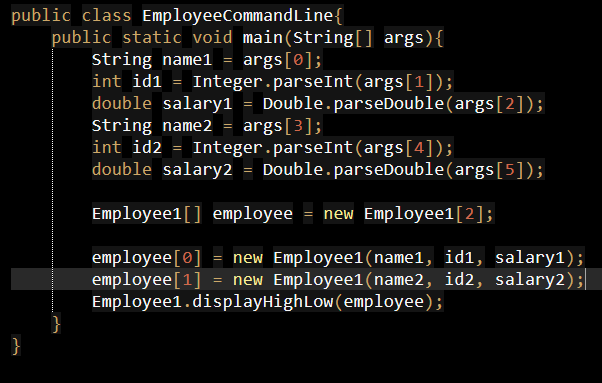 public class EmployeeCommandLine{
    public static void main(String[] args){
        String name1 = args[0];
        int id1 = Integer.parseInt(args[1]);
        double salary1 = Double.parseDouble(args[2]);
        String name2 = args[3];
        int id2 = Integer.parseInt(args[4]);
        double salary2 = Double.parseDouble(args[5]);

        Employee1[] employee = new Employee1[2];

        employee[0] = new Employee1(name1, id1, salary1);
        employee[1] = new Employee1(name2, id2, salary2);
        Employee1.displayHighLow(employee);
    }
}